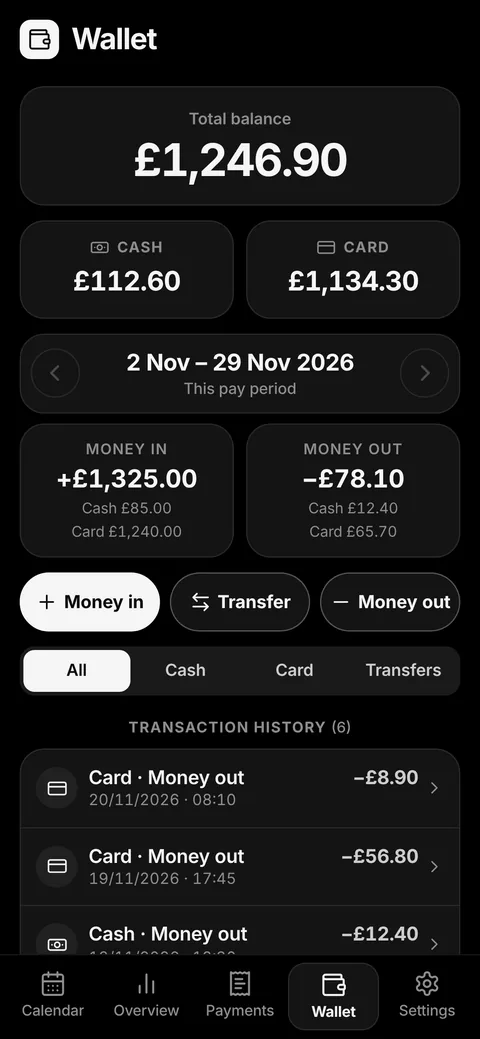 Wallet
Total balance
£1,246.90
CASH
£112.60
CARD
£1,134.30
2 Nov – 29 Nov 2026
This pay period
MONEY IN
+£1,325.00
Cash £85.00
Card £1,240.00
MONEY OUT
−£78.10
Cash £12.40
Card £65.70
+ Money in
Transfer
− Money out
All
Cash
Card
Transfers
TRANSACTION HISTORY (6)
Card · Money out
−£8.90
20/11/2026 · 08:10
Card · Money out
−£56.80
19/11/2026 · 17:45
Cash · Money out
−£12.40
Calendar
Overview
Payments
Wallet
Settings